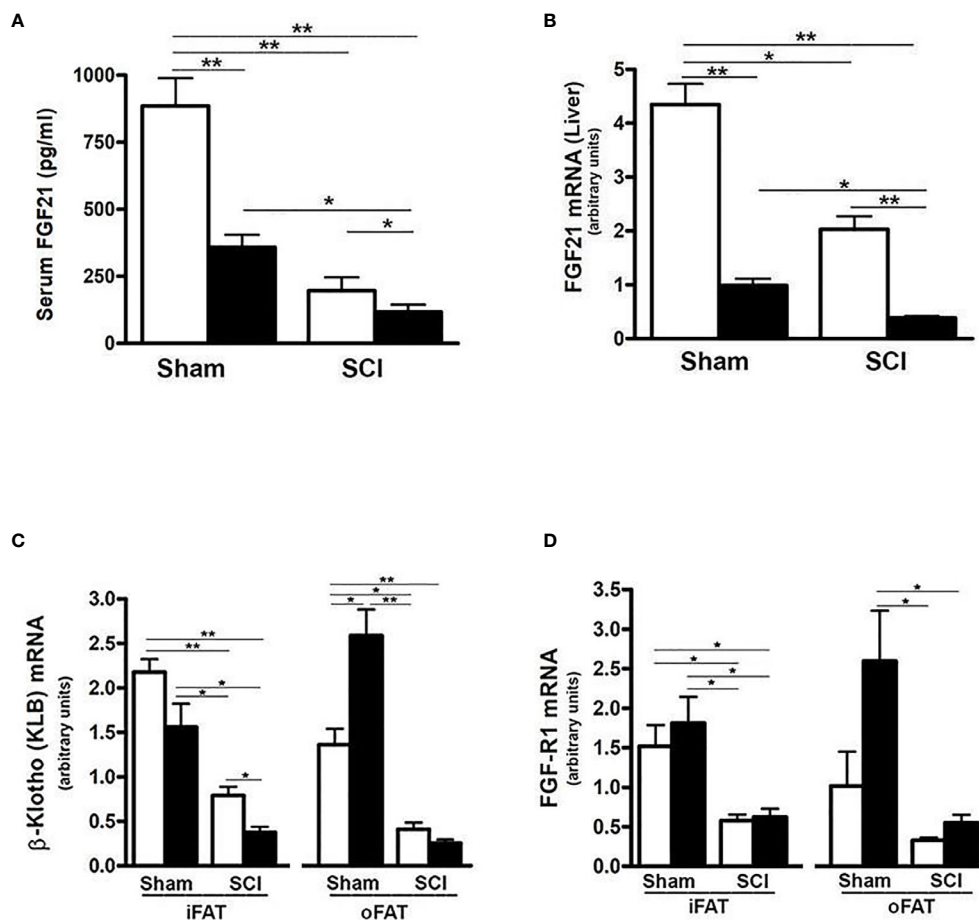 A
**
**
**
1000
750
500
250
0
Serum FGF21 (pg/ml)
*
*
Sham SCI
B
**
*
**
5
4
3
2
1
0
FGF21 mRNA (Liver)
(arbitrary units)
*
**
Sham SCI
C
3.0
2.5
2.0
1.5
1.0
0.5
0.0
β-Klotho (KLB) mRNA
(arbitrary units)
**
**
*
*
*
**
*
* **
Sham SCI Sham SCI
iFAT oFAT
D
3.5
3.0
2.5
2.0
1.5
1.0
0.5
0.0
FGF-R1 mRNA
(arbitrary units)
*
*
*
*
*
*
Sham SCI Sham SCI
iFAT oFAT